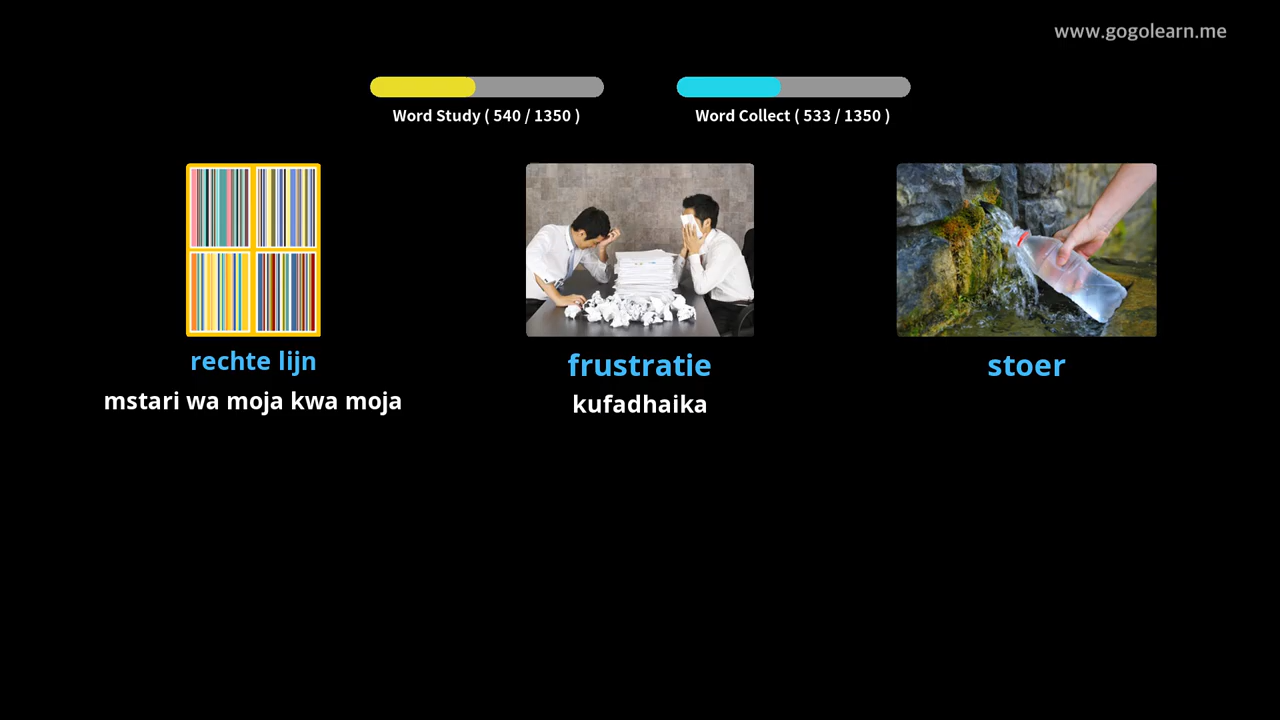 www.gogolearn.me
Word Study ( 540 / 1350 )
Word Collect ( 533 / 1350 )
rechte lijn
mstari wa moja kwa moja
frustratie
kufadhaika
stoer